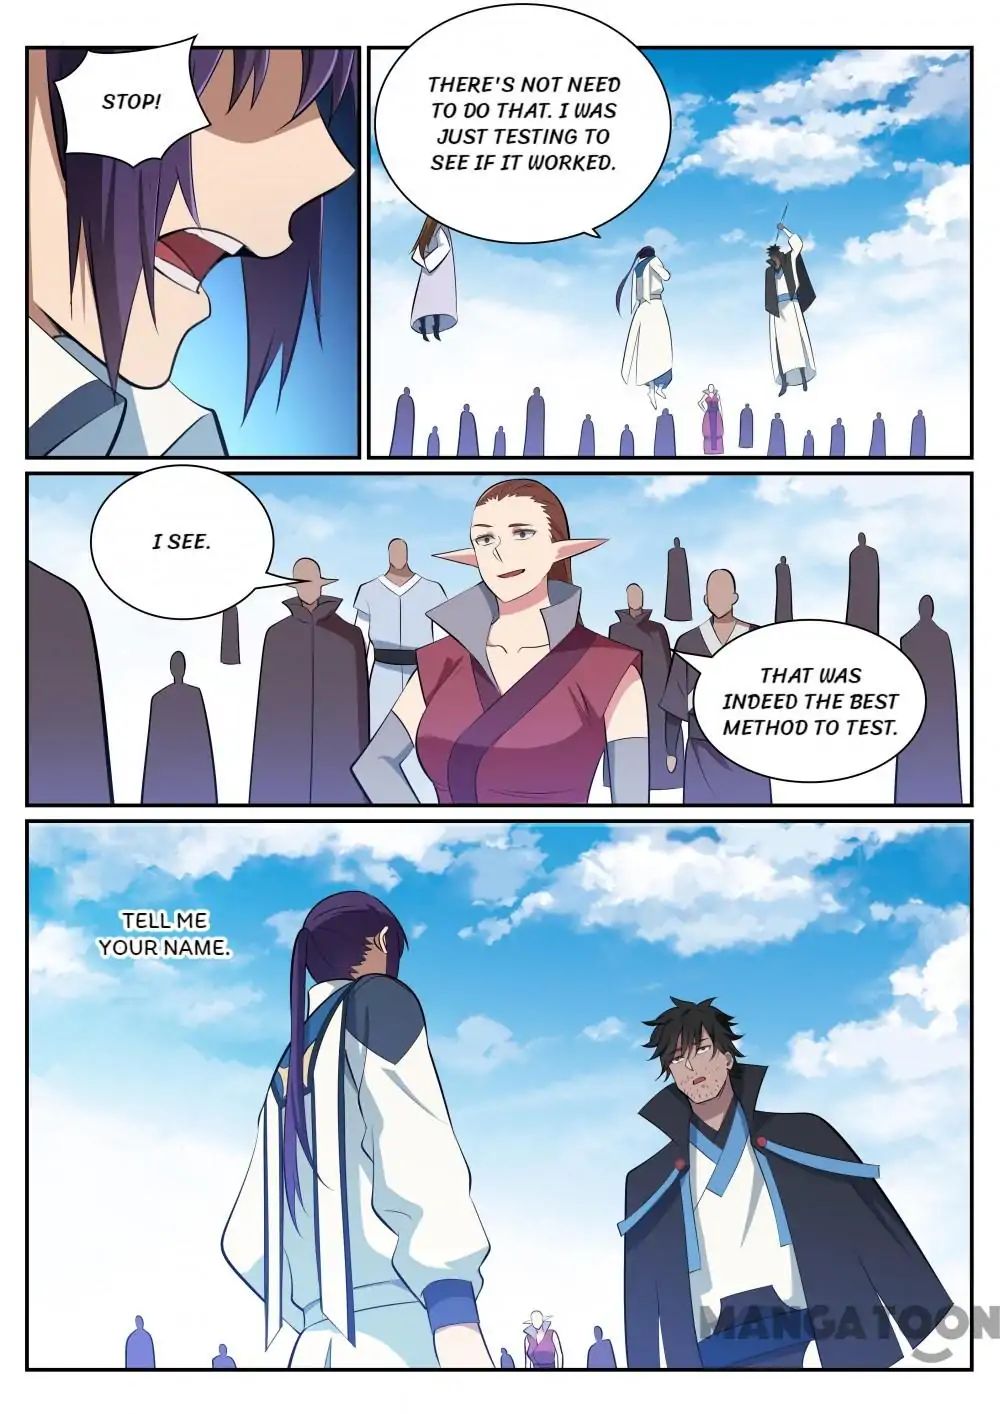 STOP!
THERE'S NOT NEED
TO DO THAT. I WAS
JUST TESTING TO
SEE IF IT WORKED.
I SEE.
THAT WAS
INDEED THE BEST
METHOD TO TEST.
TELL ME
YOUR NAME.
MANGATOON